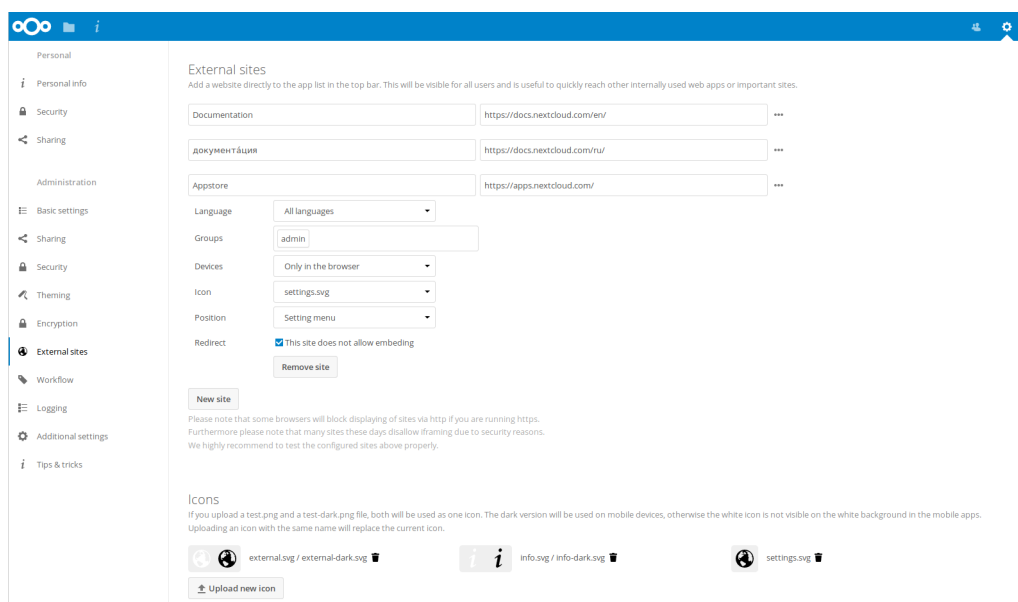 Personal
Personal info
Security
Sharing
Administration
Basic settings
Sharing
Security
Theming
Encryption
External sites
Workflow
Logging
Additional settings
Tips & tricks
External sites
Add a website directly to the app list in the top bar. This will be visible for all users and is useful to quickly reach other internally used web apps or important sites.
Documentation https://docs.nextcloud.com/en/
документа́ция https://docs.nextcloud.com/ru/
Appstore https://apps.nextcloud.com/
Language All languages
Groups admin
Devices Only in the browser
Icon settings.svg
Position Setting menu
Redirect This site does not allow embeding
Remove site
New site
Please note that some browsers will block displaying of sites via http if you are running https.
Furthermore please note that many sites these days disallow iframing due to security reasons.
We highly recommend to test the configured sites above properly.
Icons
If you upload a test.png and a test-dark.png file, both will be used as one icon. The dark version will be used on mobile devices, otherwise the white icon is not visible on the white background in the mobile apps.
Uploading an icon with the same name will replace the current icon.
external.svg / external-dark.svg info.svg / info-dark.svg settings.svg
Upload new icon